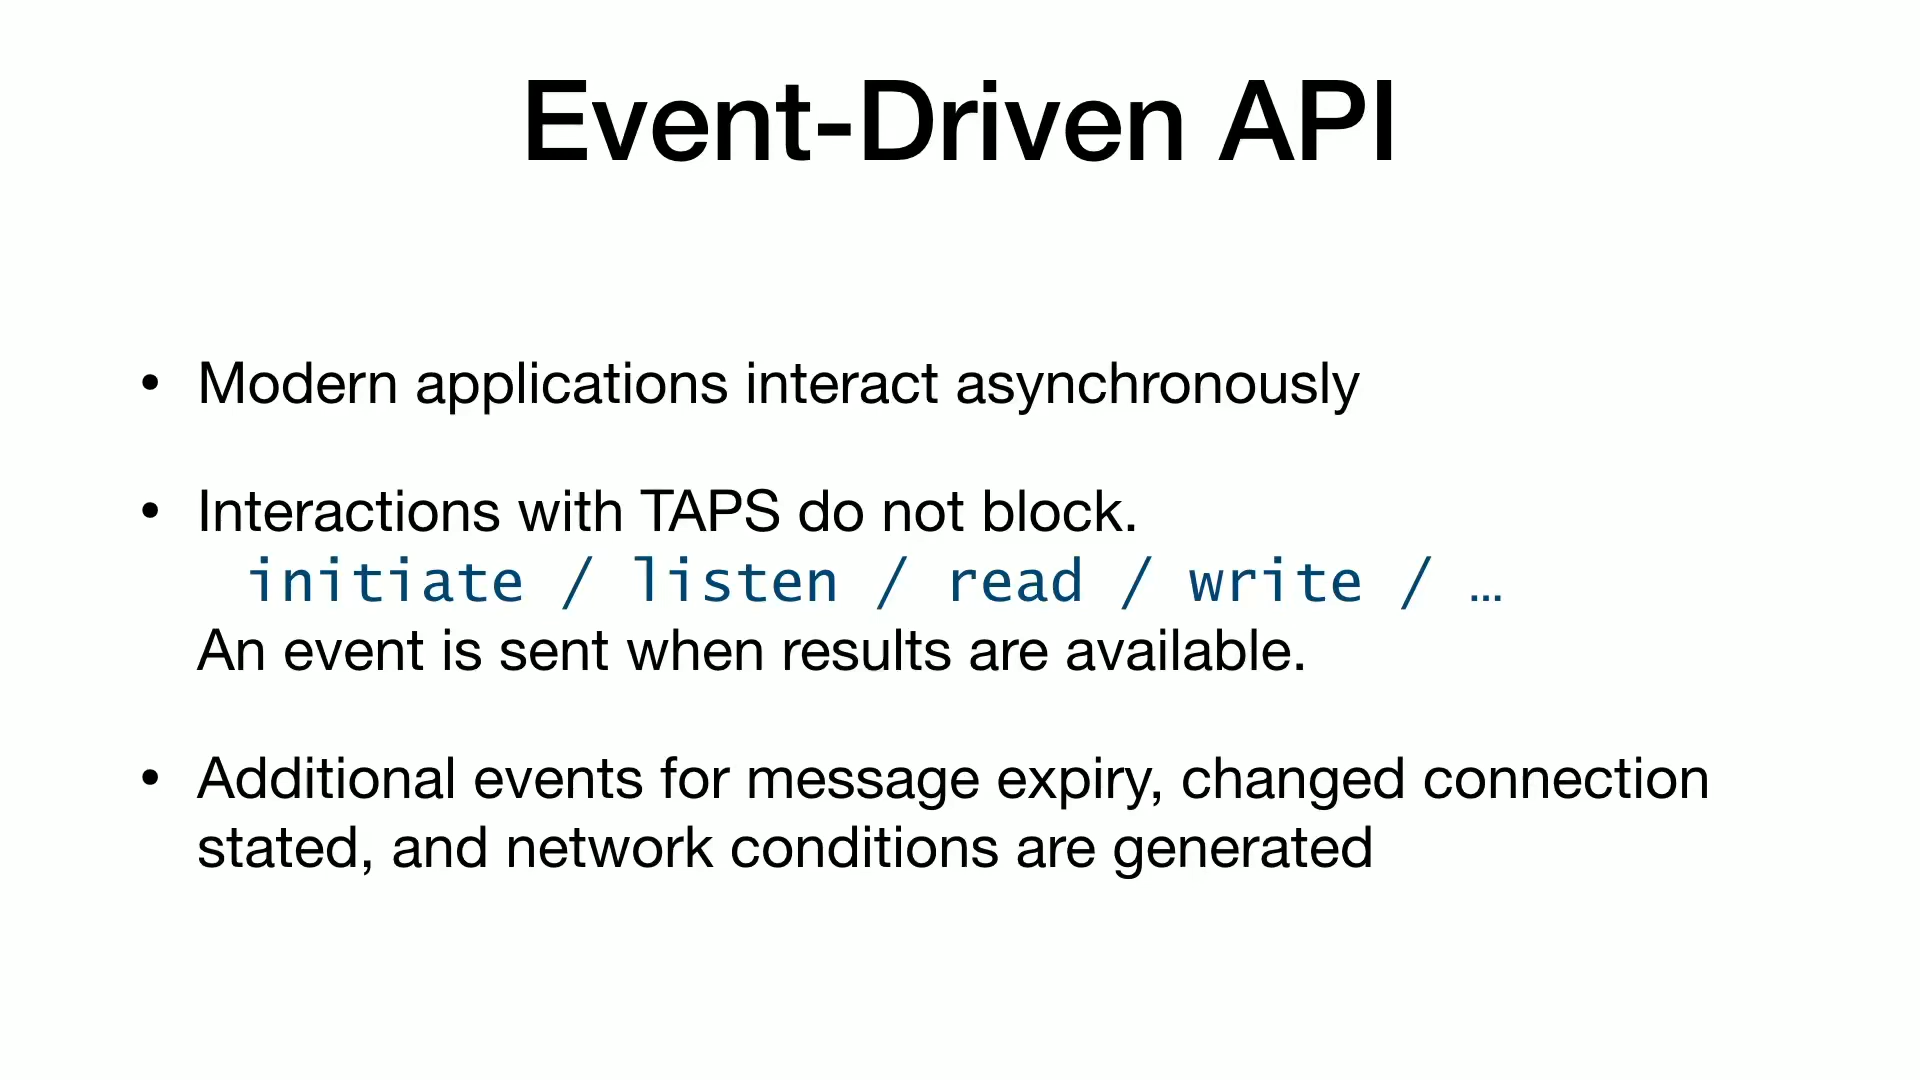 Event-Driven API
• Modern applications interact asynchronously
• Interactions with TAPS do not block.
initiate / listen / read / write / …
An event is sent when results are available.
• Additional events for message expiry, changed connection
stated, and network conditions are generated